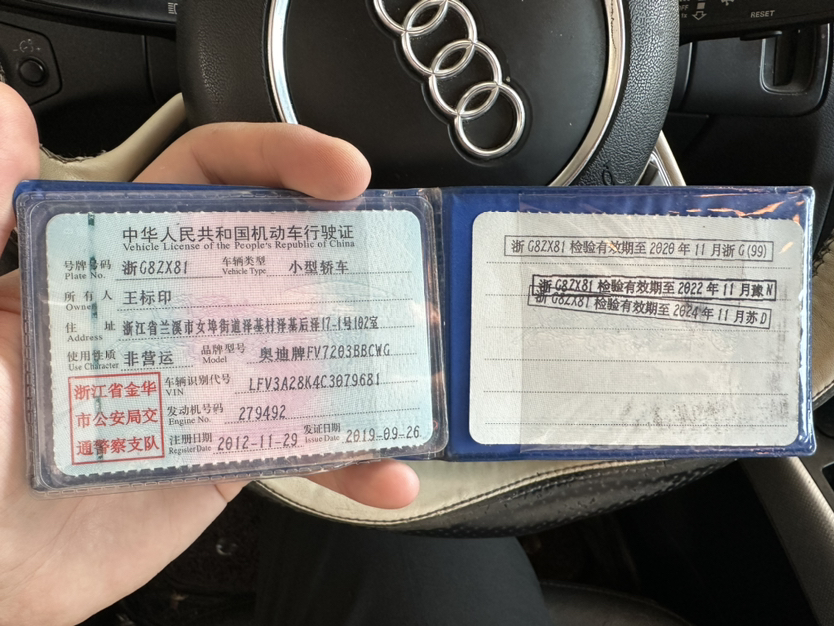 RESET
中华人民共和国机动车行驶证
Vehicle License of the People's Republic of China
号牌号码 浙G8ZX81 车辆类型 小型轿车
Plate No. Vehicle Type
所有人 王标印
Owner
住址 浙江省兰溪市女埠街道泽基村泽基后泽17-1号102室
Address
使用性质 非营运 品牌型号 奥迪牌FV7203BBCWG
Use Character Model
浙江省金华
市公安局交
通警察支队
车辆识别代号 LFV3A28K4C3079681
VIN
发动机号码 279492
Engine No.
注册日期 2012-11-29 发证日期 2019-09-26
Register Date Issue Date
浙G8ZX81检验有效期至2020年11月浙G(99)
浙G8ZX81检验有效期至2022年11月豫N
浙G8ZX81检验有效期至2024年11月苏D